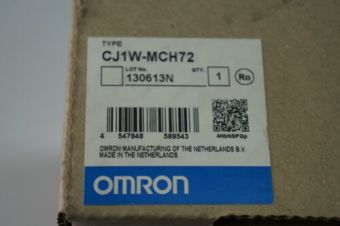 TYPE
CJ1W-MCH72
LOT No. QTY.
130613N 1 Ro
4 547648 589543
4NbNSPGp
OMRON MANUFACTURING OF THE NETHERLANDS B.V.
MADE IN THE NETHERLANDS
OMRON